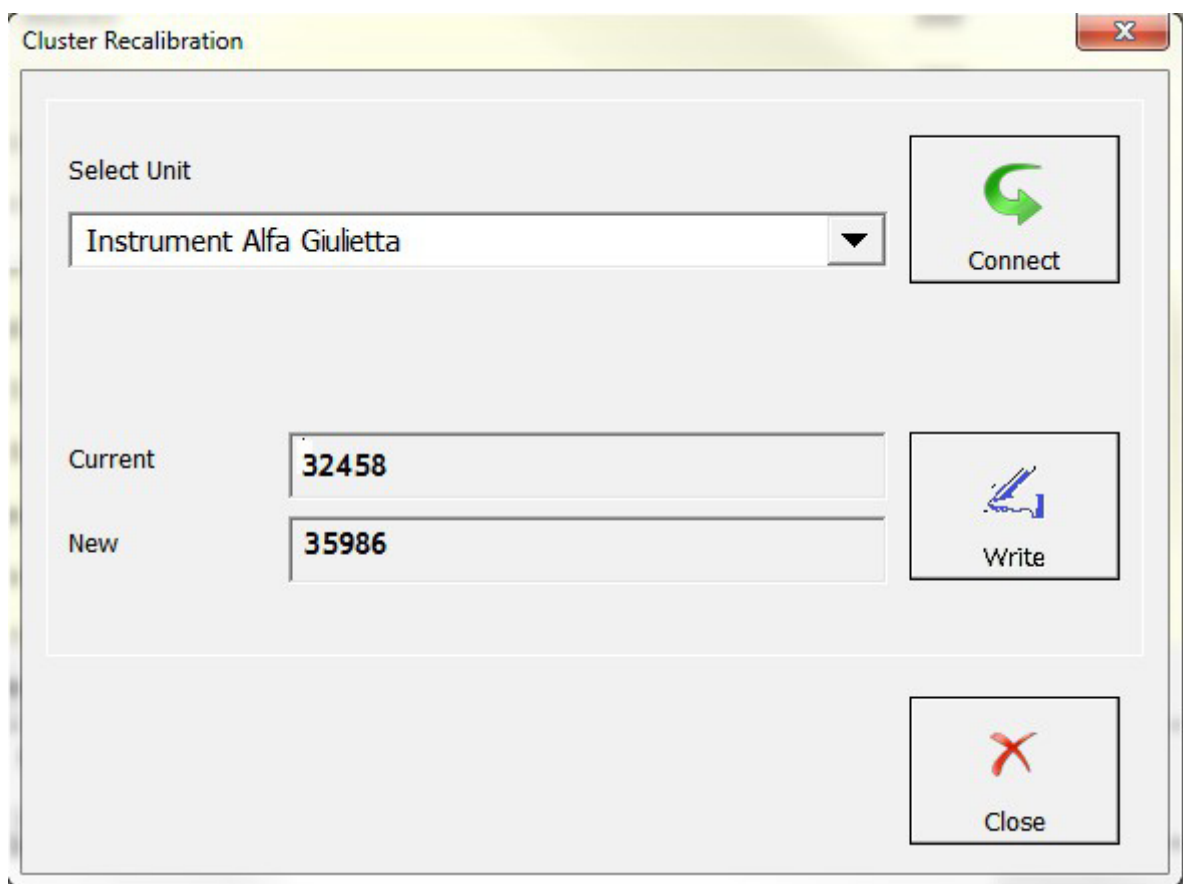 Cluster Recalibration
Select Unit
Instrument Alfa Giulietta
Connect
Current
32458
New
35986
Write
Close